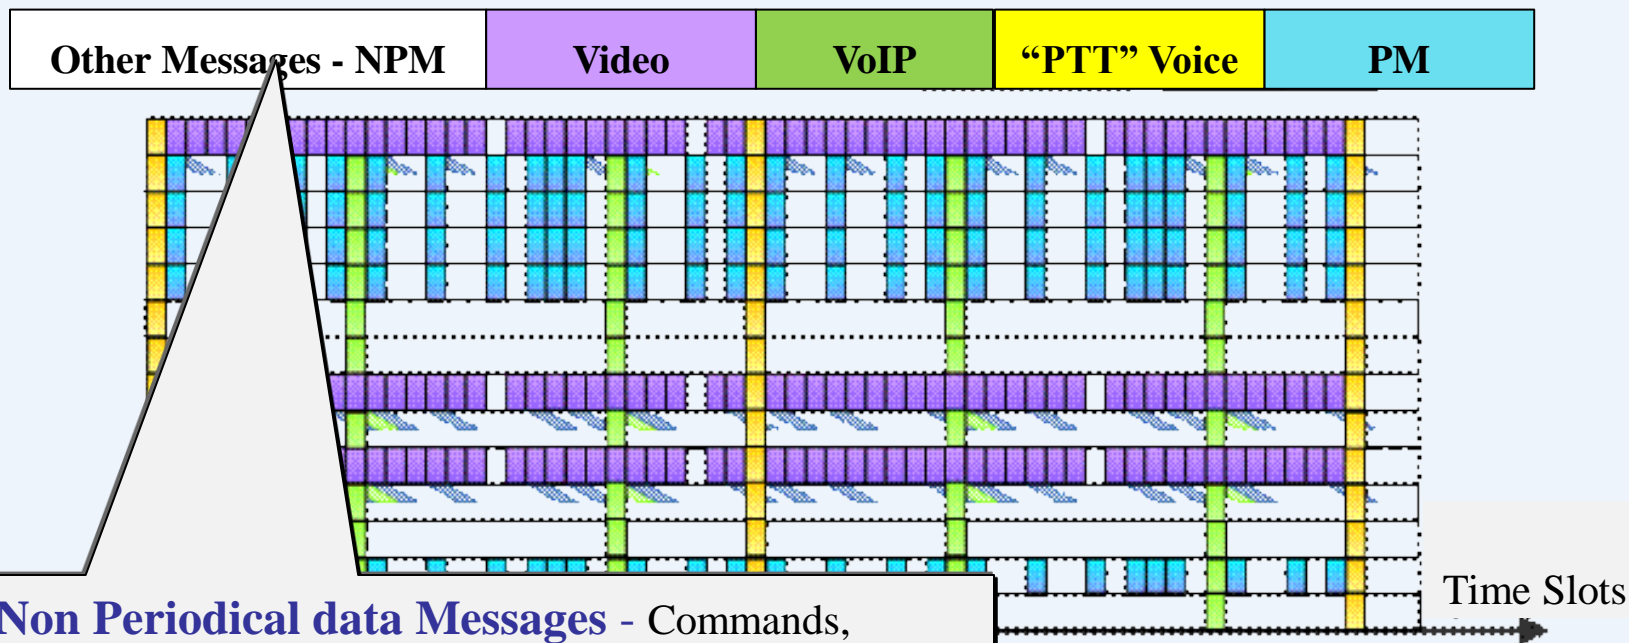 Other Messages - NPM Video VoIP “PTT” Voice PM
Time Slots
Non Periodical data Messages - Commands,